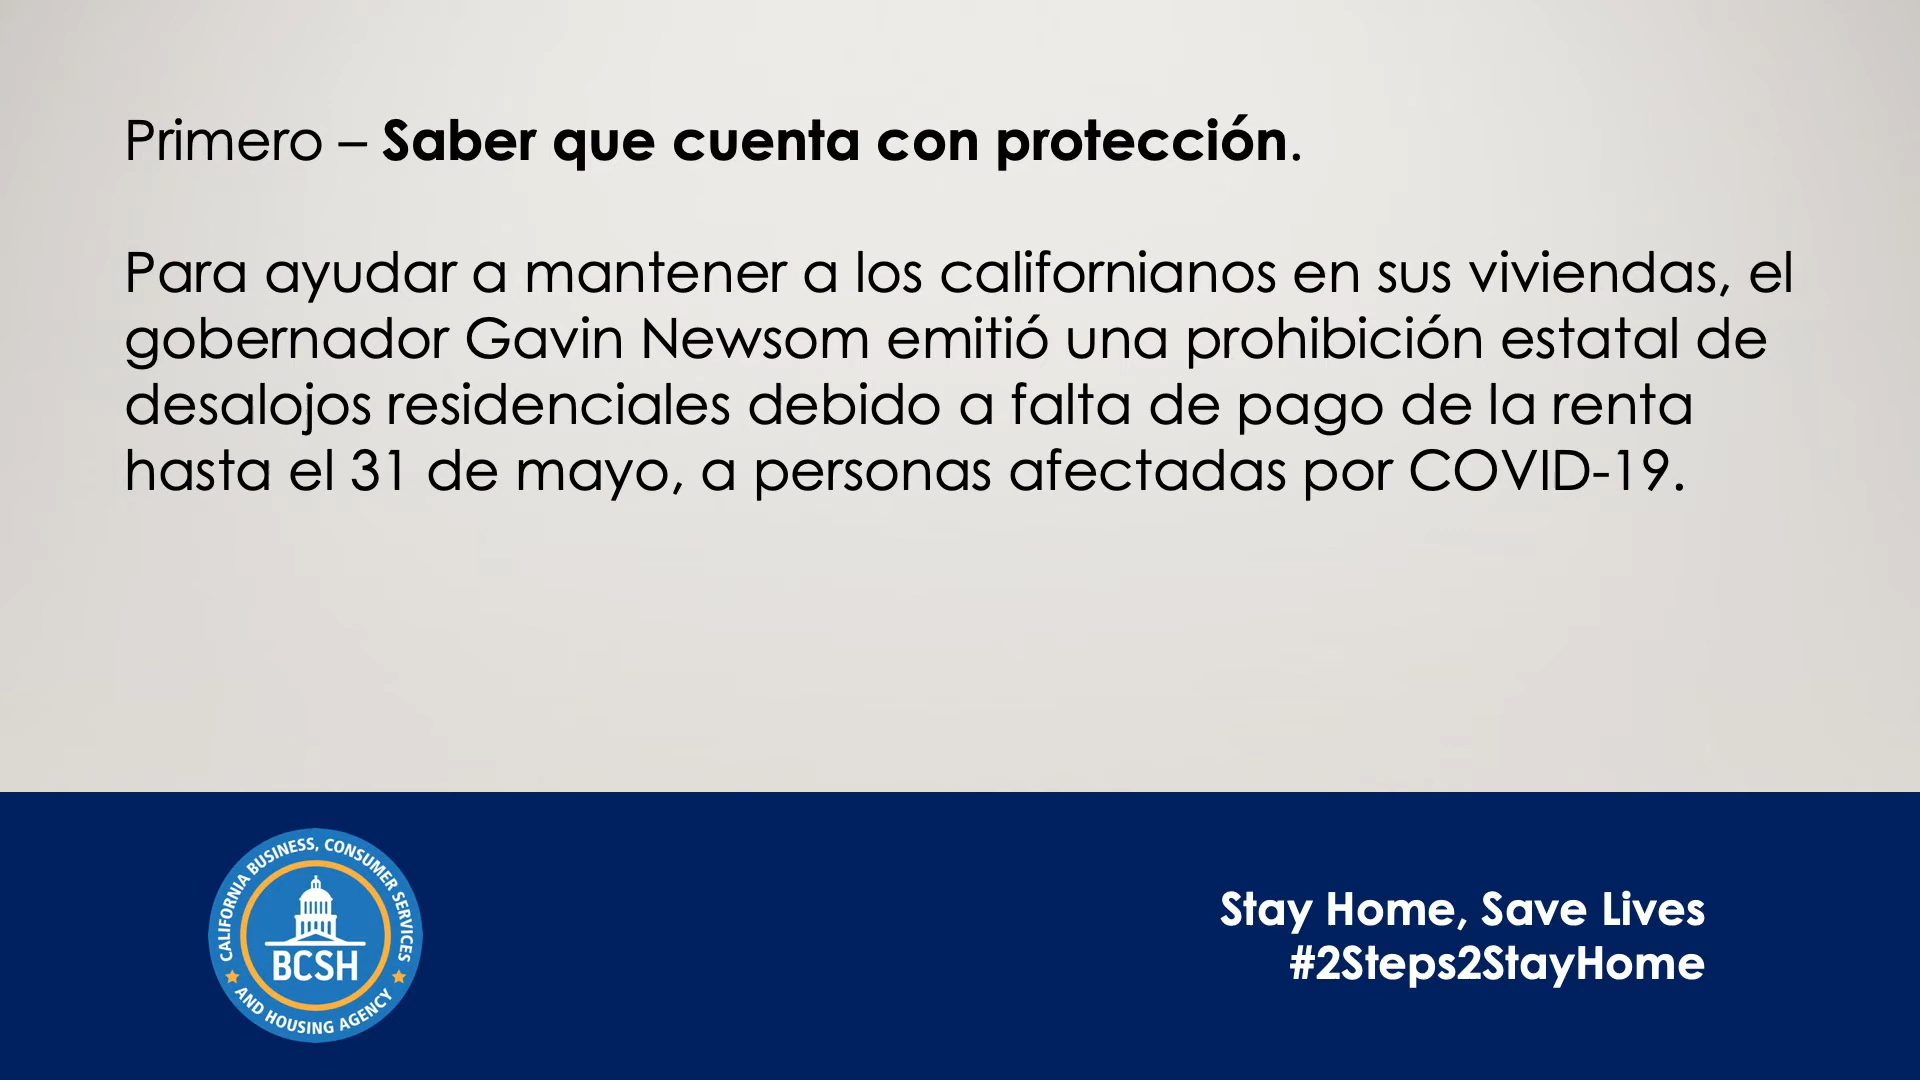 Primero – Saber que cuenta con protección.
Para ayudar a mantener a los californianos en sus viviendas, el
gobernador Gavin Newsom emitió una prohibición estatal de
desalojos residenciales debido a falta de pago de la renta
hasta el 31 de mayo, a personas afectadas por COVID-19.
CALIFORNIA BUSINESS, CONSUMER SERVICES
BCSH
AND HOUSING AGENCY
Stay Home, Save Lives
#2Steps2StayHome